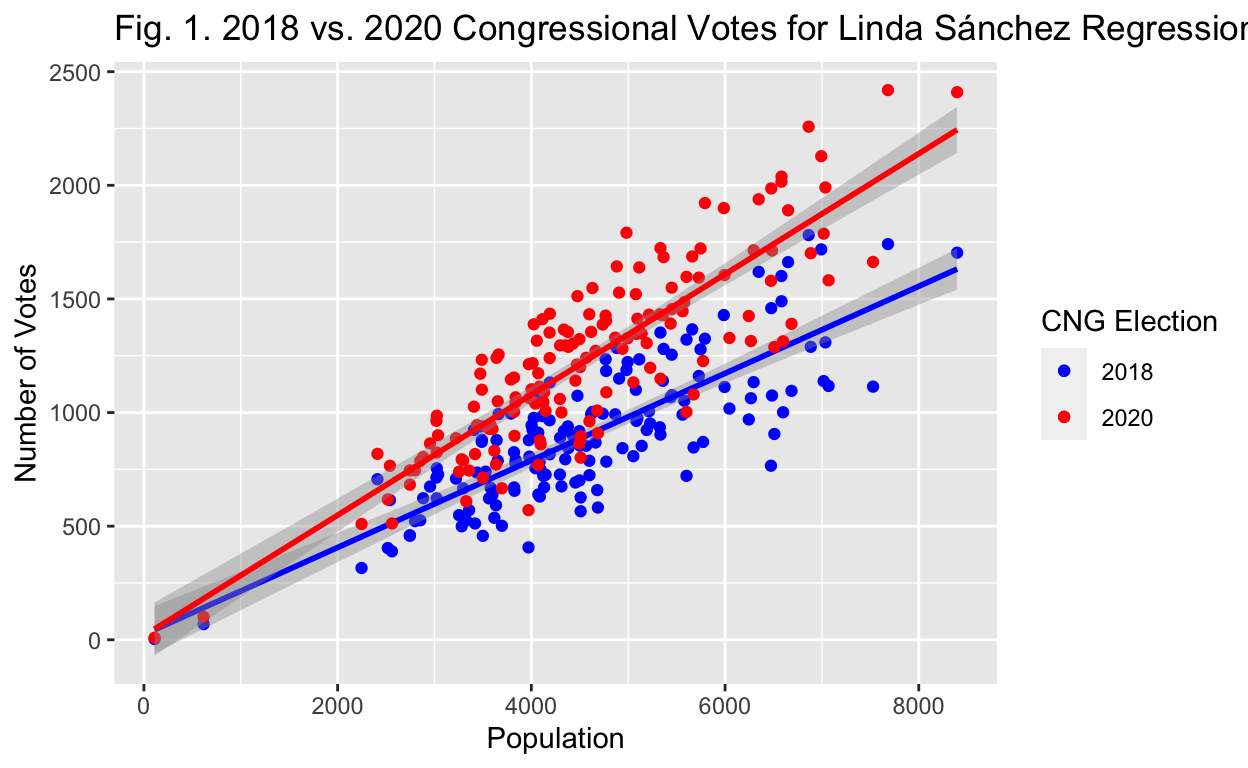 Fig. 1. 2018 vs. 2020 Congressional Votes for Linda Sánchez Regression
2500
2000
1500
1000
500
0
Number of Votes
0 2000 4000 6000 8000
Population
CNG Election
2018
2020